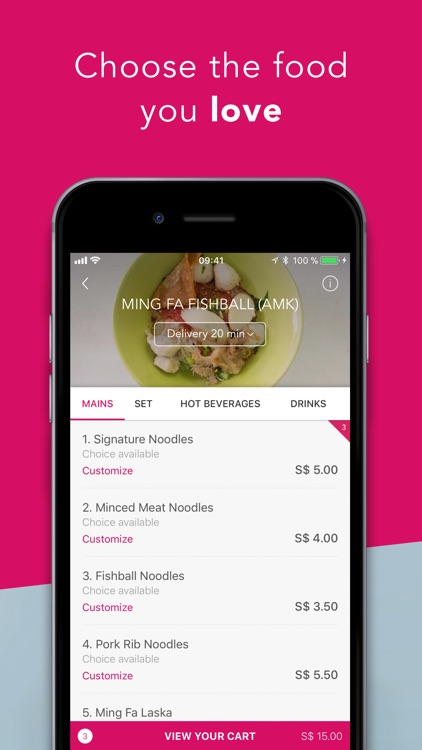 Choose the food
you love
09:41
100 %
MING FA FISHBALL (AMK)
Delivery 20 min
MAINS SET HOT BEVERAGES DRINKS
3
1. Signature Noodles
Choice available
Customize S$ 5.00
2. Minced Meat Noodles
Choice available
Customize S$ 4.00
3. Fishball Noodles
Choice available
Customize S$ 3.50
4. Pork Rib Noodles
Choice available
Customize S$ 5.50
5. Ming Fa Laska
3 VIEW YOUR CART S$ 15.00